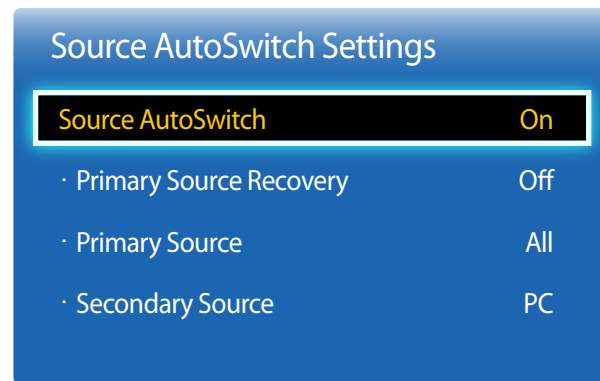 Source AutoSwitch Settings
Source AutoSwitch On
· Primary Source Recovery Off
· Primary Source All
· Secondary Source PC